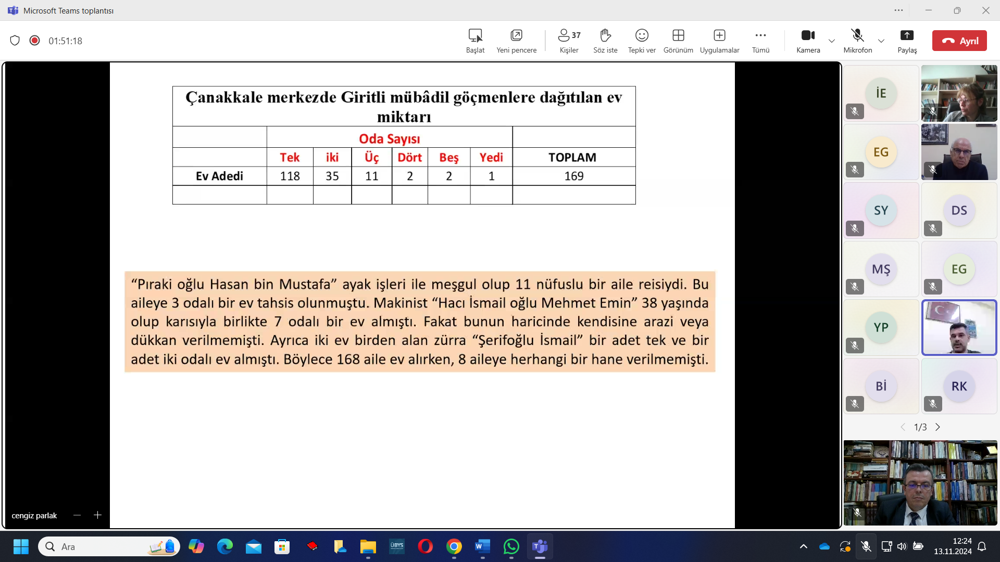 Microsoft Teams toplantısı
01:51:18
Başlat
Yeni pencere
37
Kişiler
Söz iste
Tepki ver
Görünüm
Uygulamalar
Tümü
Kamera
Mikrofon
Paylaş
Ayrıl
Çanakkale merkezde Giritli mübâdil göçmenlere dağıtılan ev
miktarı
Oda Sayısı
Tek iki Üç Dört Beş Yedi TOPLAM
Ev Adedi 118 35 11 2 2 1 169
“Pıraki oğlu Hasan bin Mustafa” ayak işleri ile meşgul olup 11 nüfuslu bir aile reisiydi. Bu
aileye 3 odalı bir ev tahsis olunmuştu. Makinist “Hacı İsmail oğlu Mehmet Emin” 38 yaşında
olup karısıyla birlikte 7 odalı bir ev almıştı. Fakat bunun haricinde kendisine arazi veya
dükkan verilmemişti. Ayrıca iki ev birden alan zürra “Şerifoğlu İsmail” bir adet tek ve bir
adet iki odalı ev almıştı. Böylece 168 aile ev alırken, 8 aileye herhangi bir hane verilmemişti.
cengiz parlak
İE
EG
SY
DS
MŞ
EG
YP
Bİ
RK
1/3
Ara
ÜBYS
12:24
13.11.2024